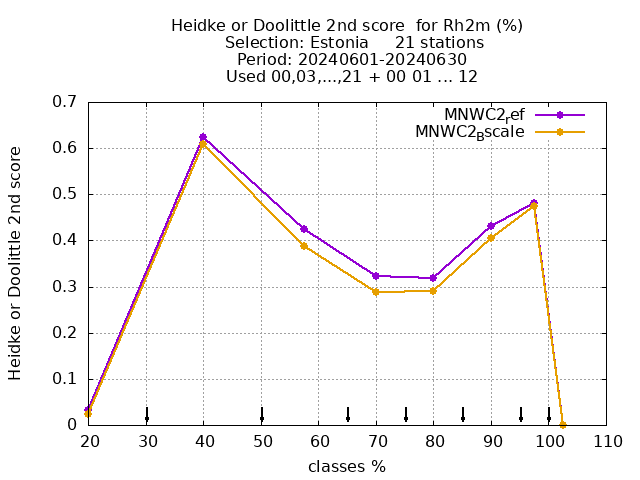 Heidke or Doolittle 2nd score  for Rh2m (%)
Selection: Estonia     21 stations
Period: 20240601-20240630
Used 00,03,...,21 + 00 01 ... 12
MNWC2ref
MNWC2Bscale
Heidke or Doolittle 2nd score
0.7
0.6
0.5
0.4
0.3
0.2
0.1
0
20 30 40 50 60 70 80 90 100 110
classes %